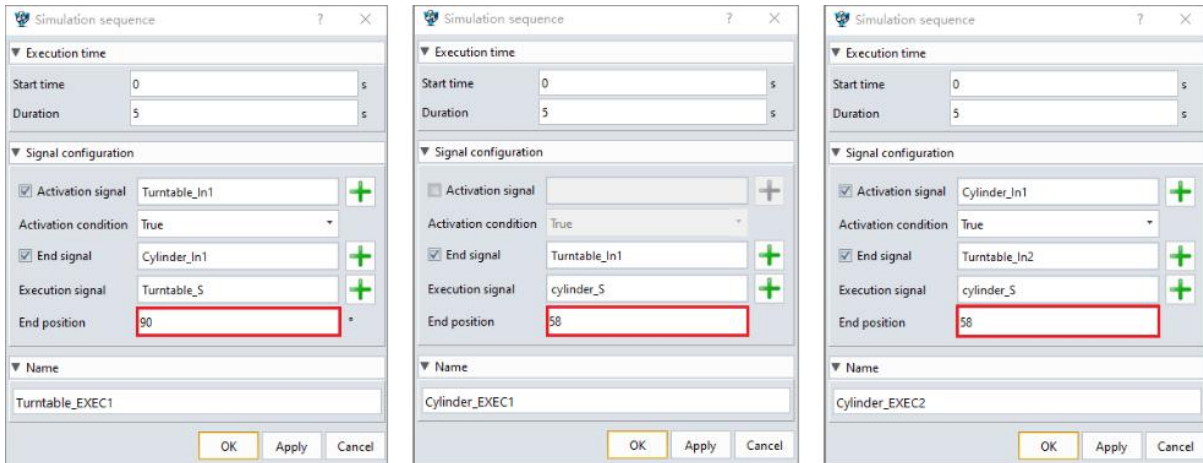 Simulation sequence ? ×
Execution time
Start time 0 s
Duration 5 s
Signal configuration
Activation signal Turntable_In1
Activation condition True
End signal Cylinder_In1
Execution signal Turntable_S
End position 90 °
Name
Turntable_EXEC1
OK Apply Cancel
Simulation sequence ? ×
Execution time
Start time 0 s
Duration 5 s
Signal configuration
Activation signal
Activation condition True
End signal Turntable_In1
Execution signal cylinder_S
End position 58
Name
Cylinder_EXEC1
OK Apply Cancel
Simulation sequence ? ×
Execution time
Start time 0 s
Duration 5 s
Signal configuration
Activation signal Cylinder_In1
Activation condition True
End signal Turntable_In2
Execution signal cylinder_S
End position 58
Name
Cylinder_EXEC2
OK Apply Cancel